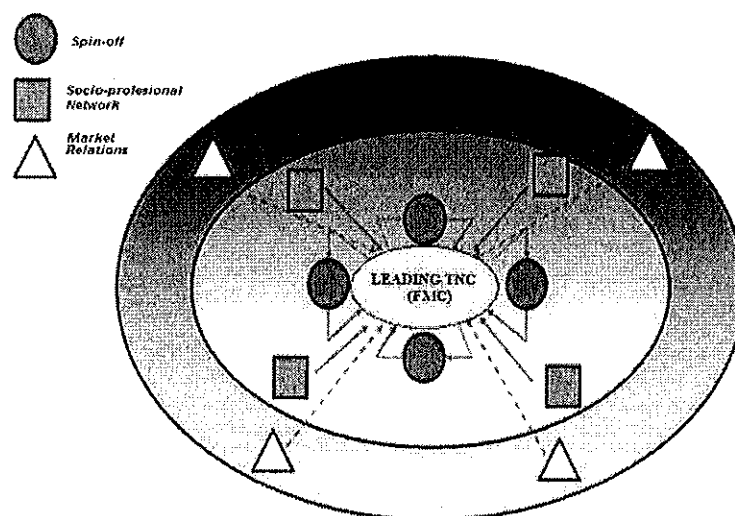 Spin-off
Socio-profesional
Network
Market
Relations
LEADING TNC
(FMC)